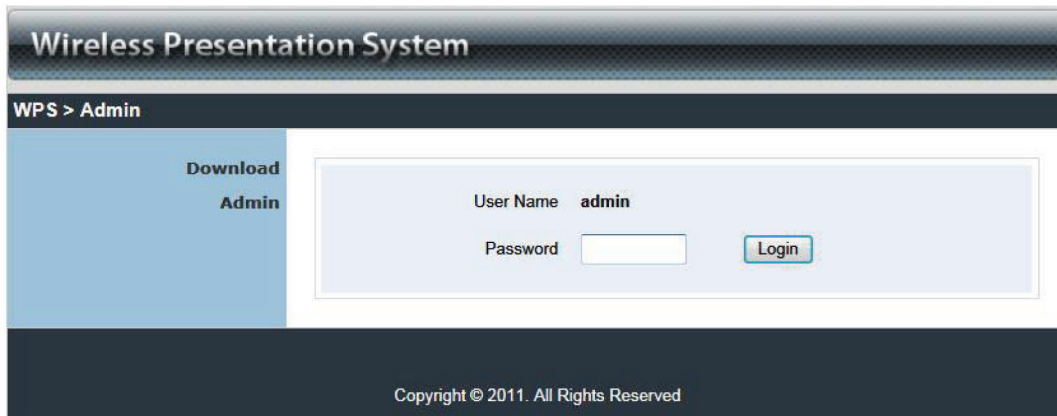 Wireless Presentation System
WPS > Admin
Download
Admin
User Name admin
Password Login
Copyright © 2011. All Rights Reserved